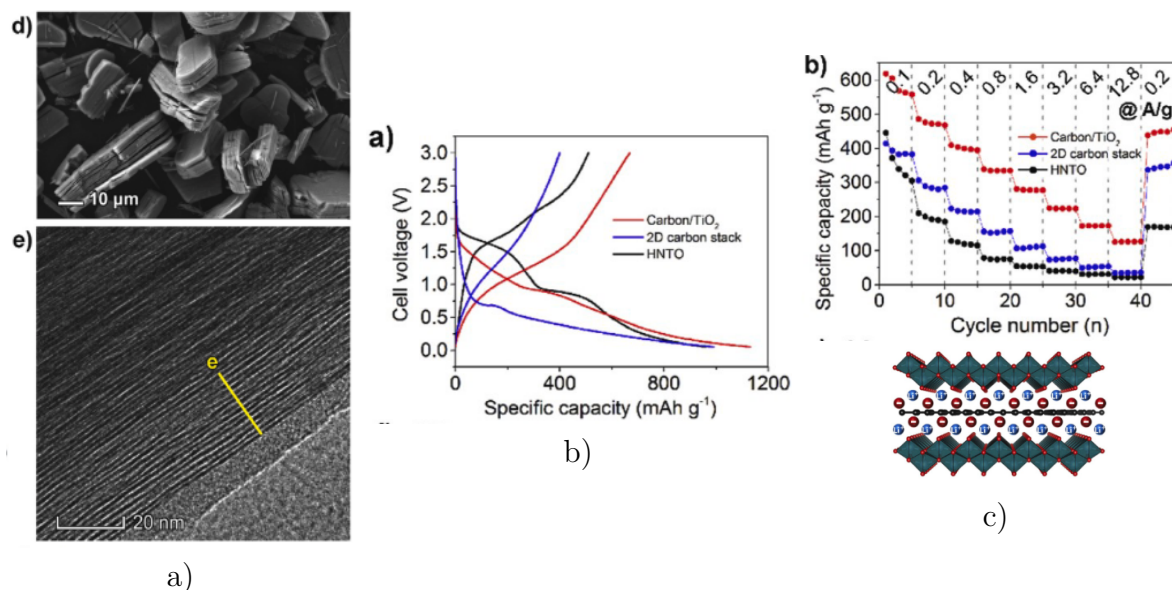 d)
10 µm
e)
e
20 nm
a)
a)
Cell voltage (V)
3.0
2.5
2.0
1.5
1.0
0.5
0.0
Carbon/TiO₂
2D carbon stack
HNTO
0 400 800 1200
Specific capacity (mAh g⁻¹)
b)
b)
Specific capacity (mAh g⁻¹)
600
500
400
300
200
100
0
0.1 0.2 0.4 0.8 1.6 3.2 6.4 12.8 0.2
@ A/g
Carbon/TiO₂
2D carbon stack
HNTO
0 10 20 30 40
Cycle number (n)
c)